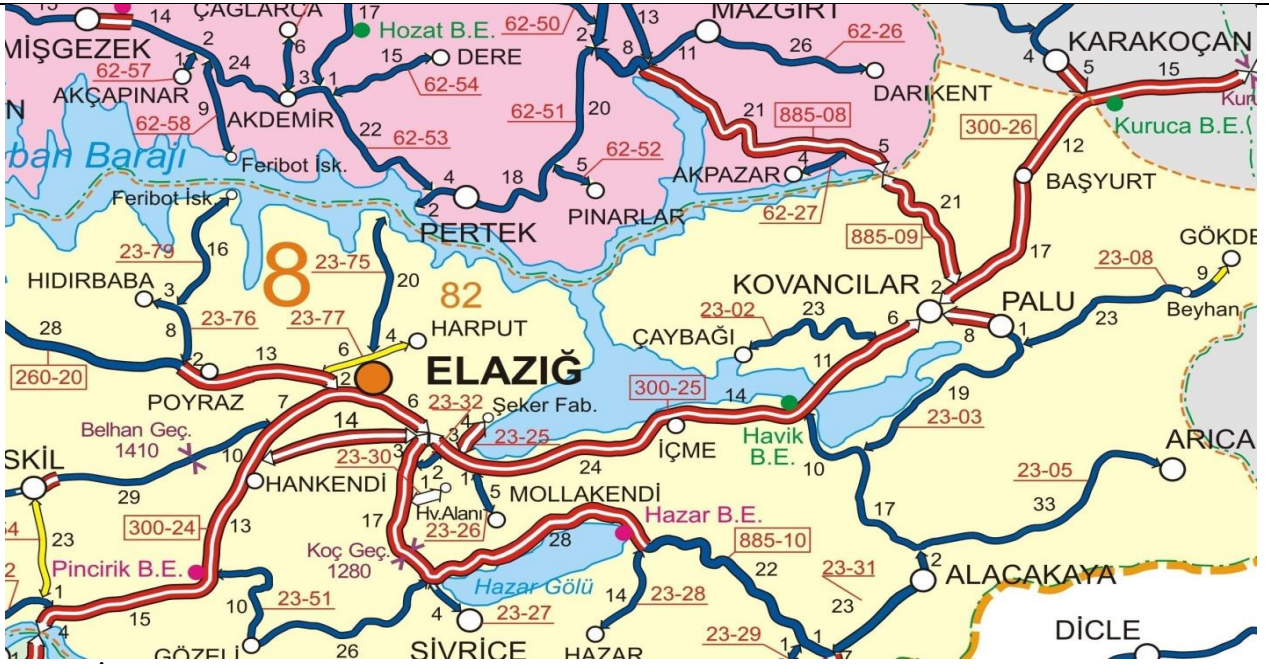 ÇAĞLARCA
17
Hozat B.E.
62-50
13
MAZGİRT
MİŞGEZEK
14
2
6
15
DERE
2
8
11
26
62-26
KARAKOÇAN
4
5
15
62-57
1
24
3
1
62-54
DARIKENT
AKÇAPINAR
AKDEMİR
62-51
20
21
885-08
Kuruca B.E.
62-58
9
22
62-53
300-26
12
ban Barajı
Feribot İsk.
62-52
5
4
5
AKPAZAR
BAŞYURT
Feribot İsk.
4
2
18
PINARLAR
62-27
PERTEK
21
885-09
17
GÖKDE
23-79
16
8
23-75
20
82
KOVANCILAR
2
PALU
23-08
9
HIDIRBABA
3
23-02
23
6
8
1
23
Beyhan
28
8
23-76
23-77
4
HARPUT
ÇAYBAĞI
11
260-20
2
13
6
2
ELAZIĞ
300-25
14
19
POYRAZ
7
6
23-32
Şeker Fab.
23-03
Belhan Geç.
1410
14
4
3
23-25
İÇME
Havik
B.E.
ARICA
SKİL
10
23-30
3
24
10
23-05
29
HANKENDİ
1
2
1
5
MOLLAKENDİ
33
300-24
13
Hv.Alanı
23-26
17
17
Hazar B.E.
23
Koç Geç.
1280
28
885-10
2
Pincirik B.E.
22
23-31
ALACAKAYA
Hazar Gölü
1
10
23-51
14
23-28
23
15
4
23-27
4
26
23-29
1
1
DİCLE
GÖZELİ
SİVRİCE
HAZAR